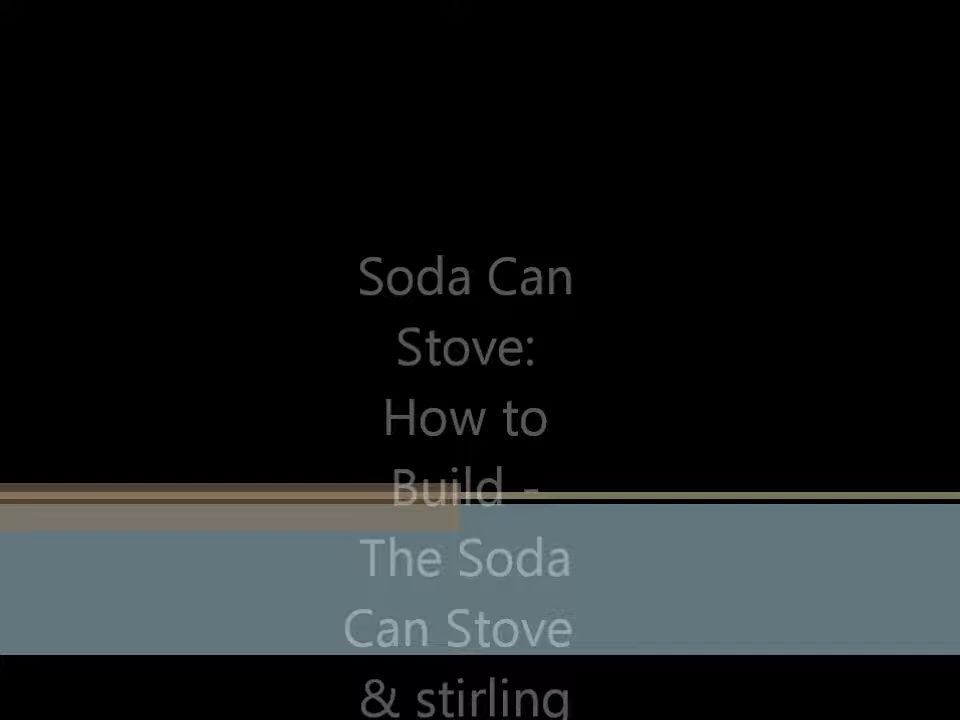 Soda Can
Stove:
How to
Build -
The Soda
Can Stove
& stirling